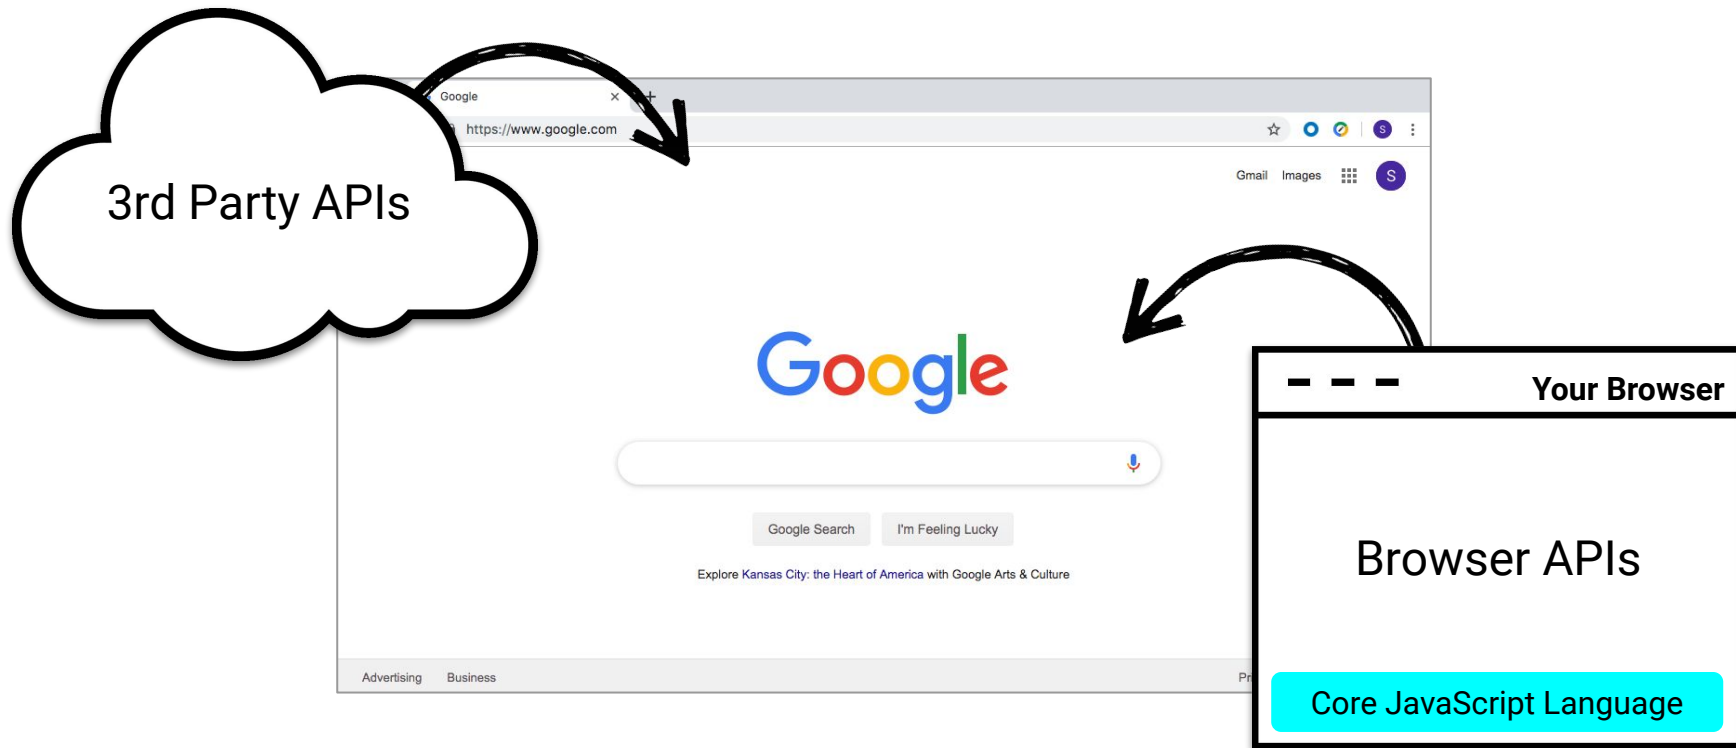 Google
https://www.google.com
S
Gmail Images
S
3rd Party APIs
Google
Your Browser
Google Search I'm Feeling Lucky
Browser APIs
Explore Kansas City: the Heart of America with Google Arts & Culture
Advertising Business
Core JavaScript Language